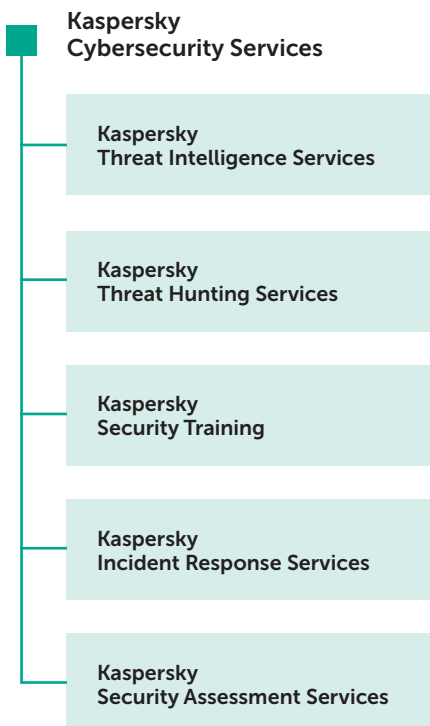 Kaspersky
Cybersecurity Services
Kaspersky
Threat Intelligence Services
Kaspersky
Threat Hunting Services
Kaspersky
Security Training
Kaspersky
Incident Response Services
Kaspersky
Security Assessment Services